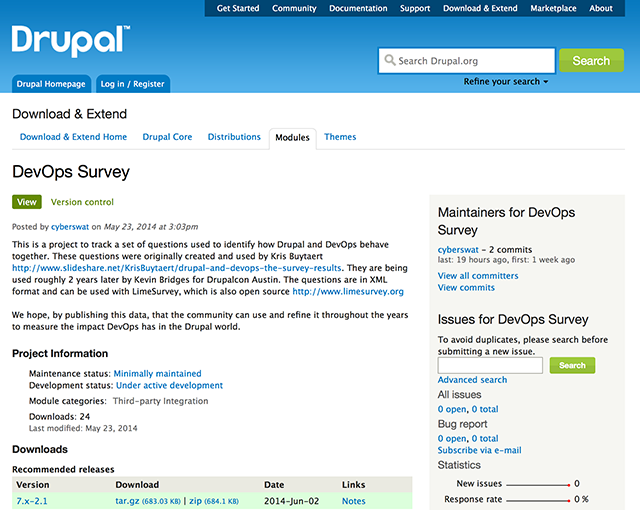 Get Started Community Documentation Support Download & Extend Marketplace About
Drupal™
Search Drupal.org Search
Refine your search
Drupal Homepage Log in / Register
Download & Extend
Download & Extend Home Drupal Core Distributions Modules Themes
DevOps Survey
View Version control
Posted by cyberswat on May 23, 2014 at 3:03pm
This is a project to track a set of questions used to identify how Drupal and DevOps behave
together. These questions were originally created and used by Kris Buytaert
http://www.slideshare.net/KrisBuytaert/drupal-and-devops-the-survey-results. They are being
used roughly 2 years later by Kevin Bridges for Drupalcon Austin. The questions are in XML
format and can be used with LimeSurvey, which is also open source http://www.limesurvey.org
We hope, by publishing this data, that the community can use and refine it throughout the years
to measure the impact DevOps has in the Drupal world.
Project Information
Maintenance status: Minimally maintained
Development status: Under active development
Module categories: Third-party Integration
Downloads: 24
Last modified: May 23, 2014
Downloads
Recommended releases
Version Download Date Links
7.x-2.1 tar.gz (683.03 KB) | zip (684.1 KB) 2014-Jun-02 Notes
Maintainers for DevOps
Survey
cyberswat – 2 commits
last: 19 hours ago, first: 1 week ago
View all committers
View commits
Issues for DevOps Survey
To avoid duplicates, please search before
submitting a new issue.
Search
Advanced search
All issues
0 open, 0 total
Bug report
0 open, 0 total
Subscribe via e-mail
Statistics
New issues 0
Response rate 0 %